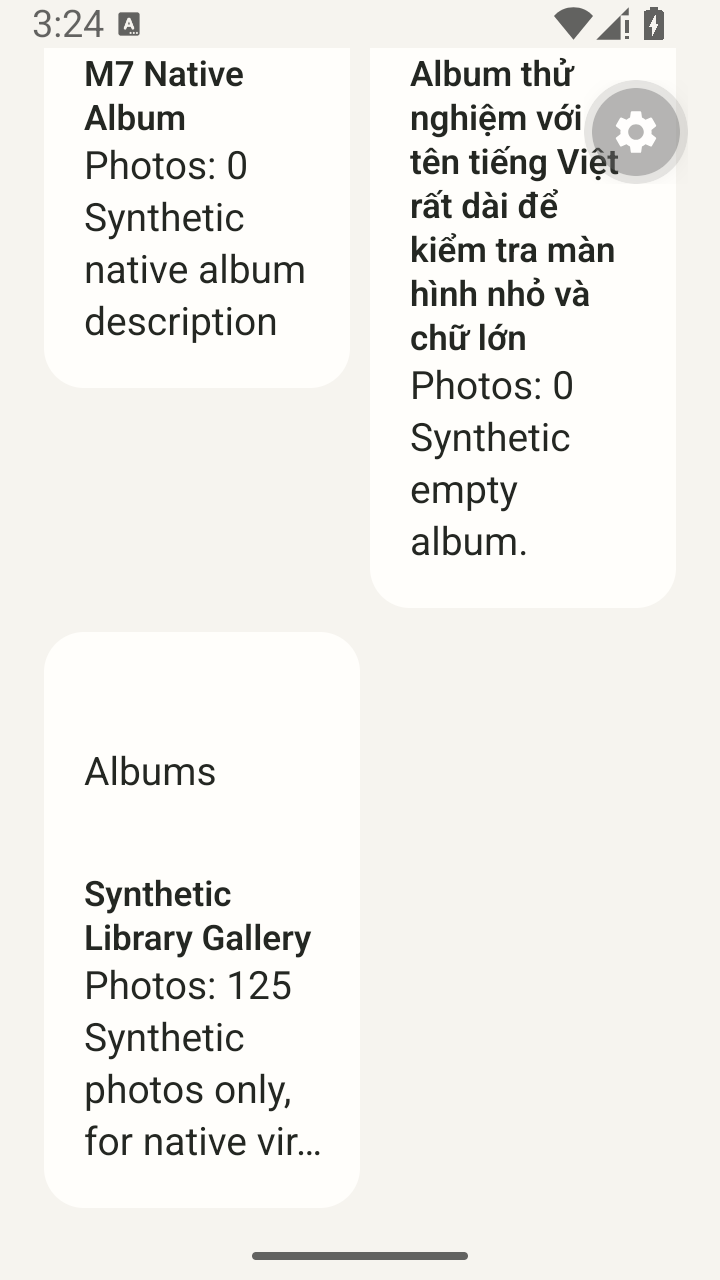 3:24
M7 Native
Album
Photos: 0
Synthetic
native album
description
Album thử
nghiệm với
tên tiếng Việt
rất dài để
kiểm tra màn
hình nhỏ và
chữ lớn
Photos: 0
Synthetic
empty
album.
Albums
Synthetic
Library Gallery
Photos: 125
Synthetic
photos only,
for native vir…